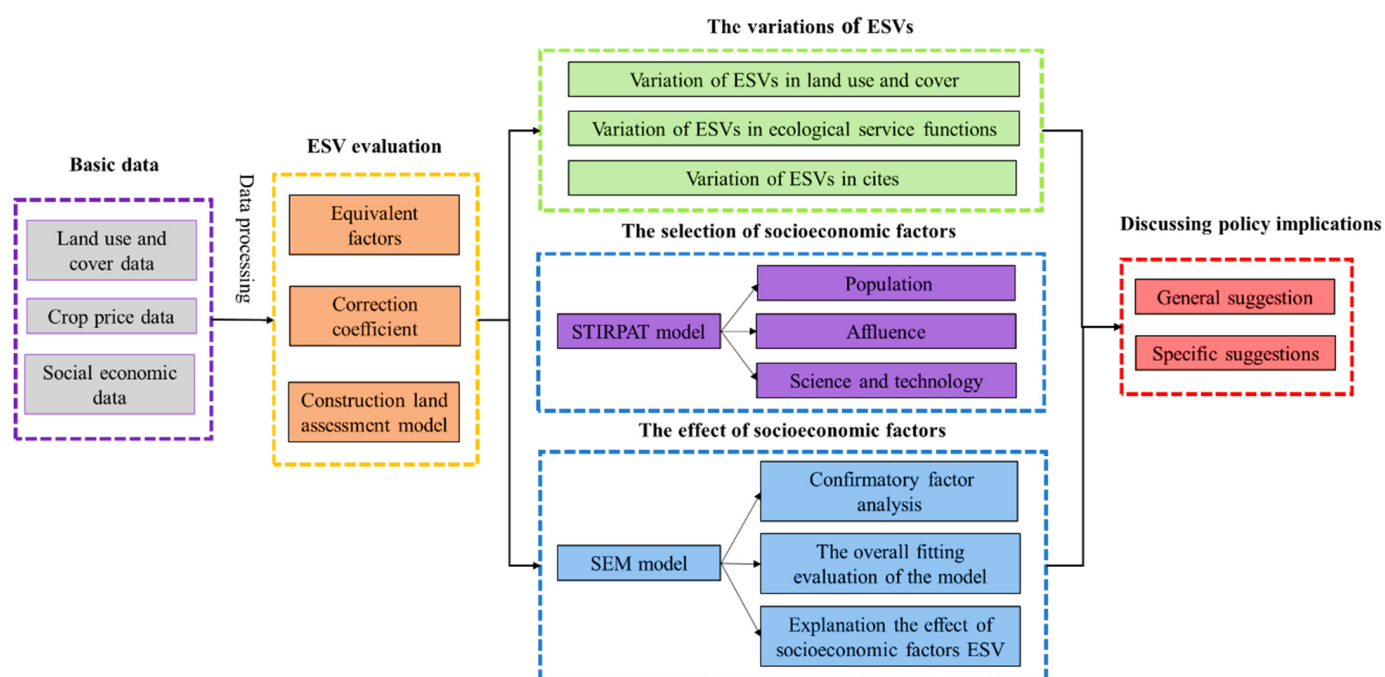 Basic data
Land use and
cover data
Crop price data
Social economic
data
Data processing
ESV evaluation
Equivalent
factors
Correction
coefficient
Construction land
assessment model
The variations of ESVs
Variation of ESVs in land use and cover
Variation of ESVs in ecological service functions
Variation of ESVs in cites
The selection of socioeconomic factors
STIRPAT model
Population
Affluence
Science and technology
The effect of socioeconomic factors
SEM model
Confirmatory factor
analysis
The overall fitting
evaluation of the model
Explanation the effect of
socioeconomic factors ESV
Discussing policy implications
General suggestion
Specific suggestions